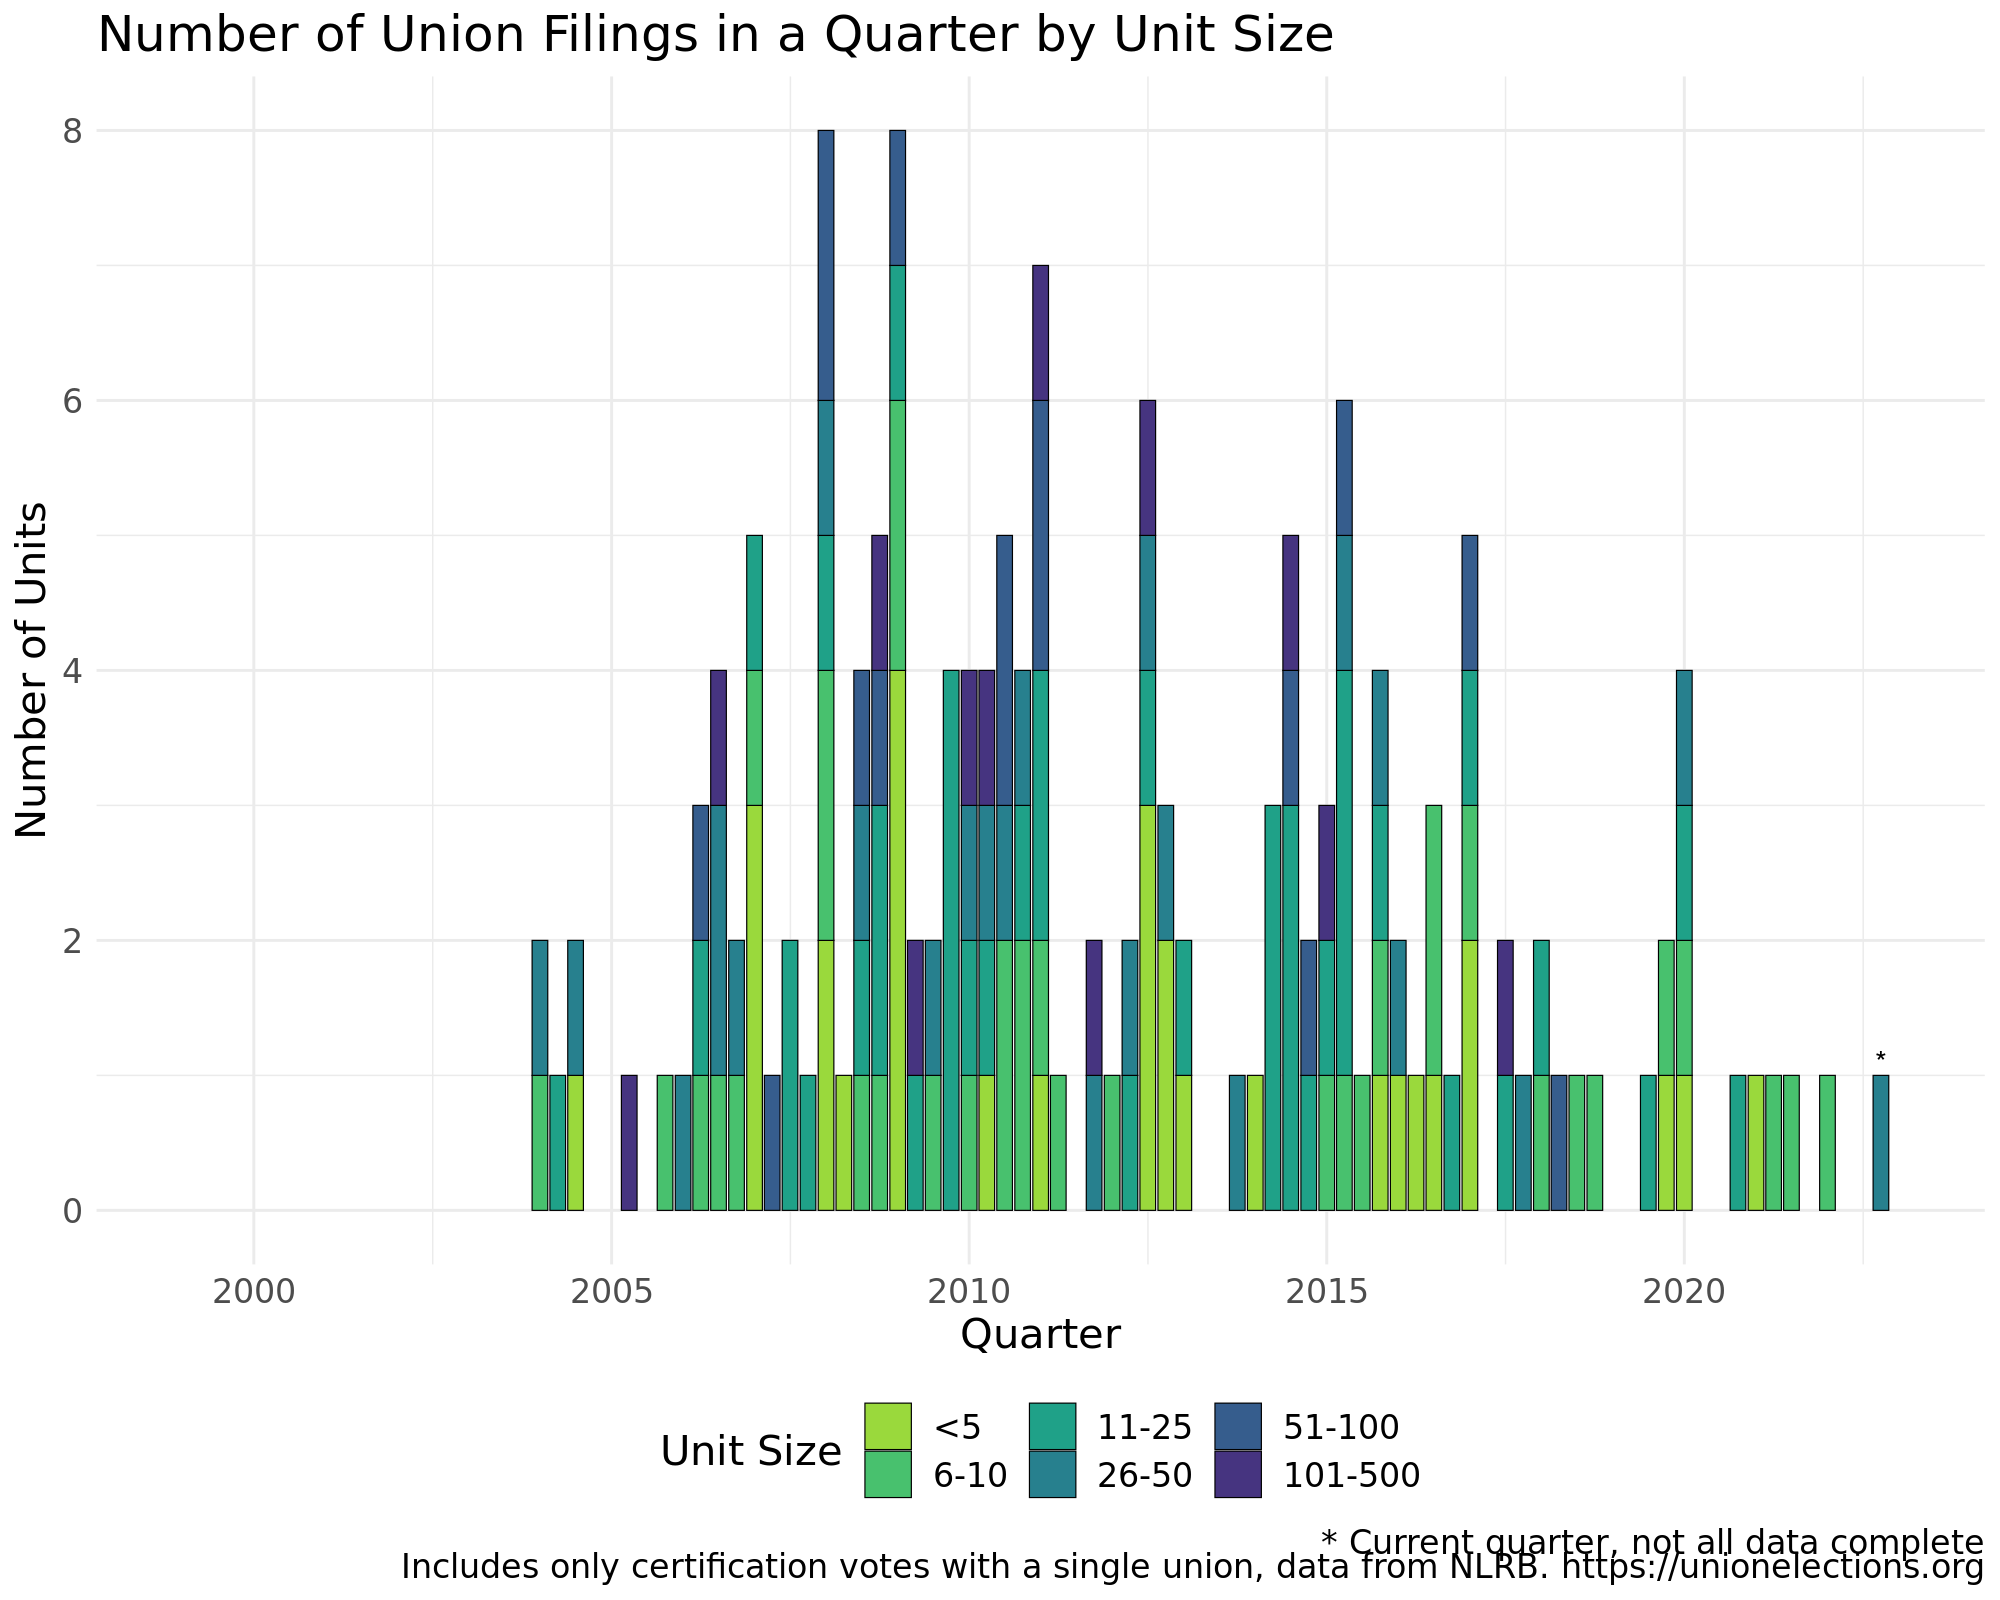 Number of Union Filings in a Quarter by Unit Size
Number of Units
8
6
4
2
0
*
2000 2005 2010 2015 2020
Quarter
Unit Size
<5 11-25 51-100
6-10 26-50 101-500
* Current quarter, not all data complete
Includes only certification votes with a single union, data from NLRB. https://unionelections.org